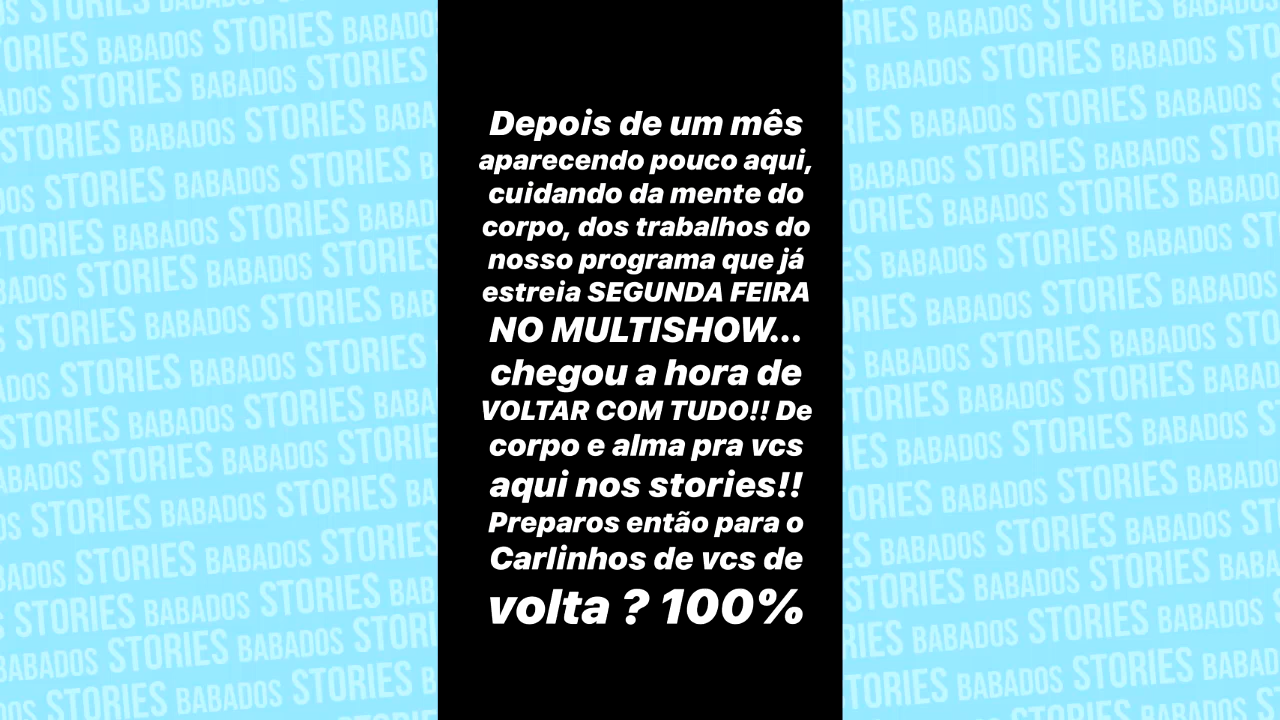 Depois de um mês
aparecendo pouco aqui,
cuidando da mente do
corpo, dos trabalhos do
nosso programa que já
estreia SEGUNDA FEIRA
NO MULTISHOW...
chegou a hora de
VOLTAR COM TUDO!! De
corpo e alma pra vcs
aqui nos stories!!
Preparos então para o
Carlinhos de vcs de
volta ? 100%
BABADOS STORIES